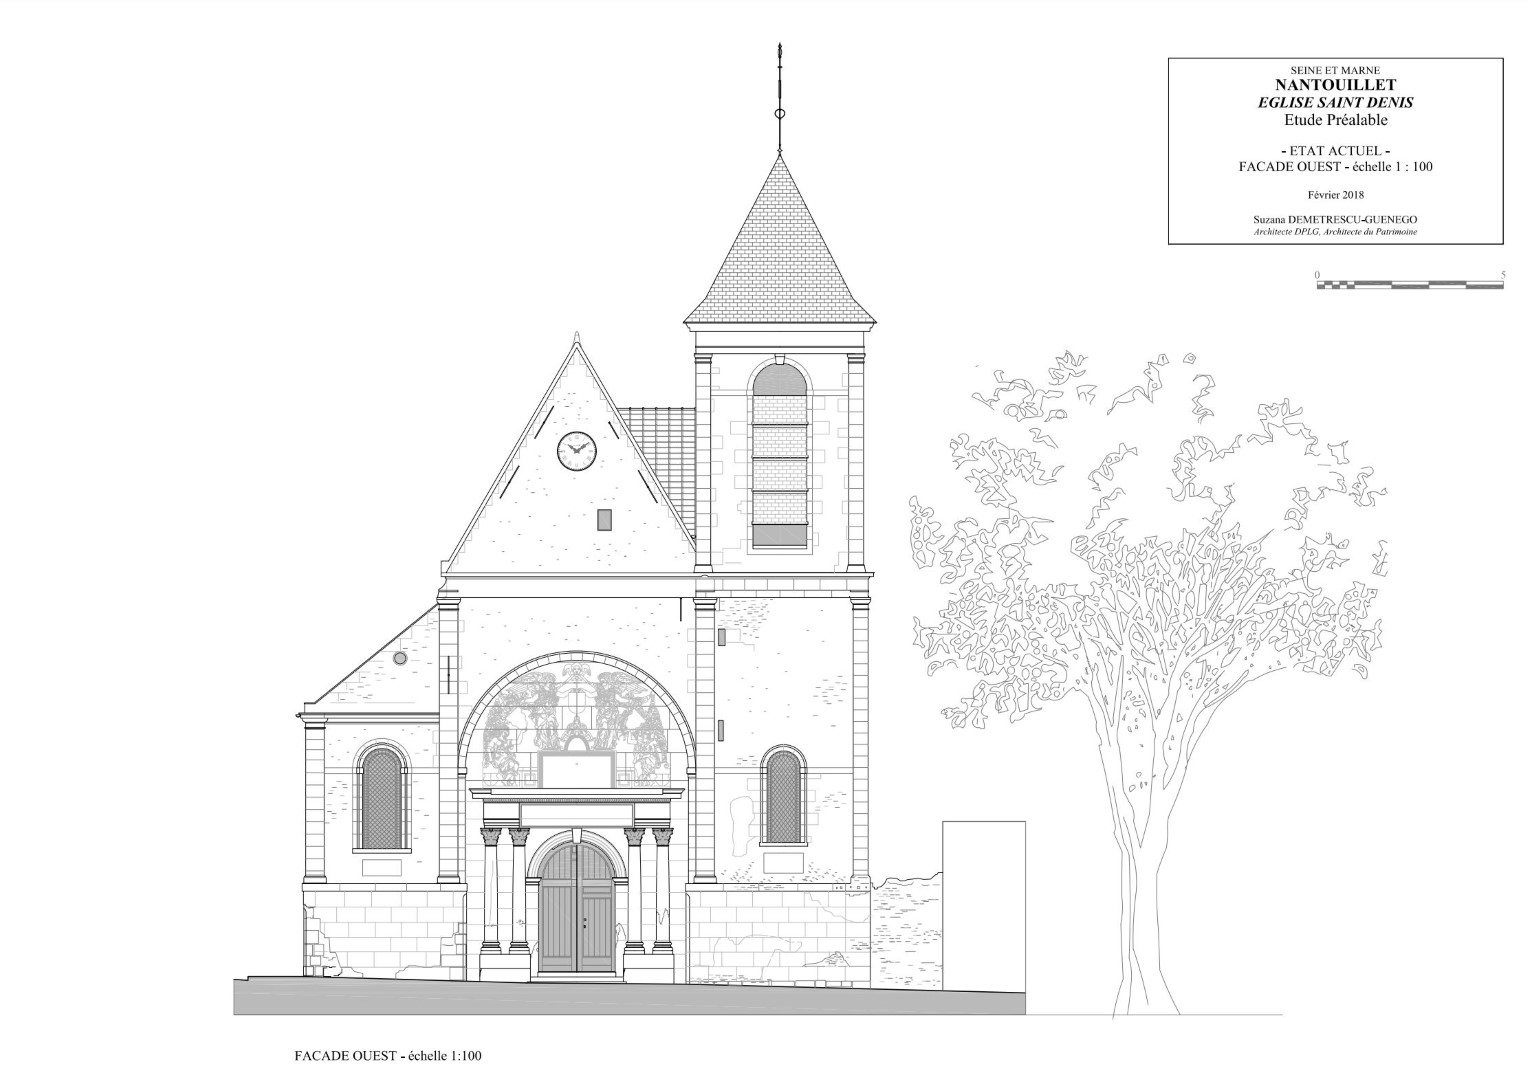 SEINE ET MARNE
NANTOUILLET
EGLISE SAINT DENIS
Etude Préalable
- ETAT ACTUEL -
FACADE OUEST - échelle 1 : 100
Février 2018
Suzana DEMETRESCU-GUENEGO
Architecte DPLG, Architecte du Patrimoine
0 5
FACADE OUEST - échelle 1:100